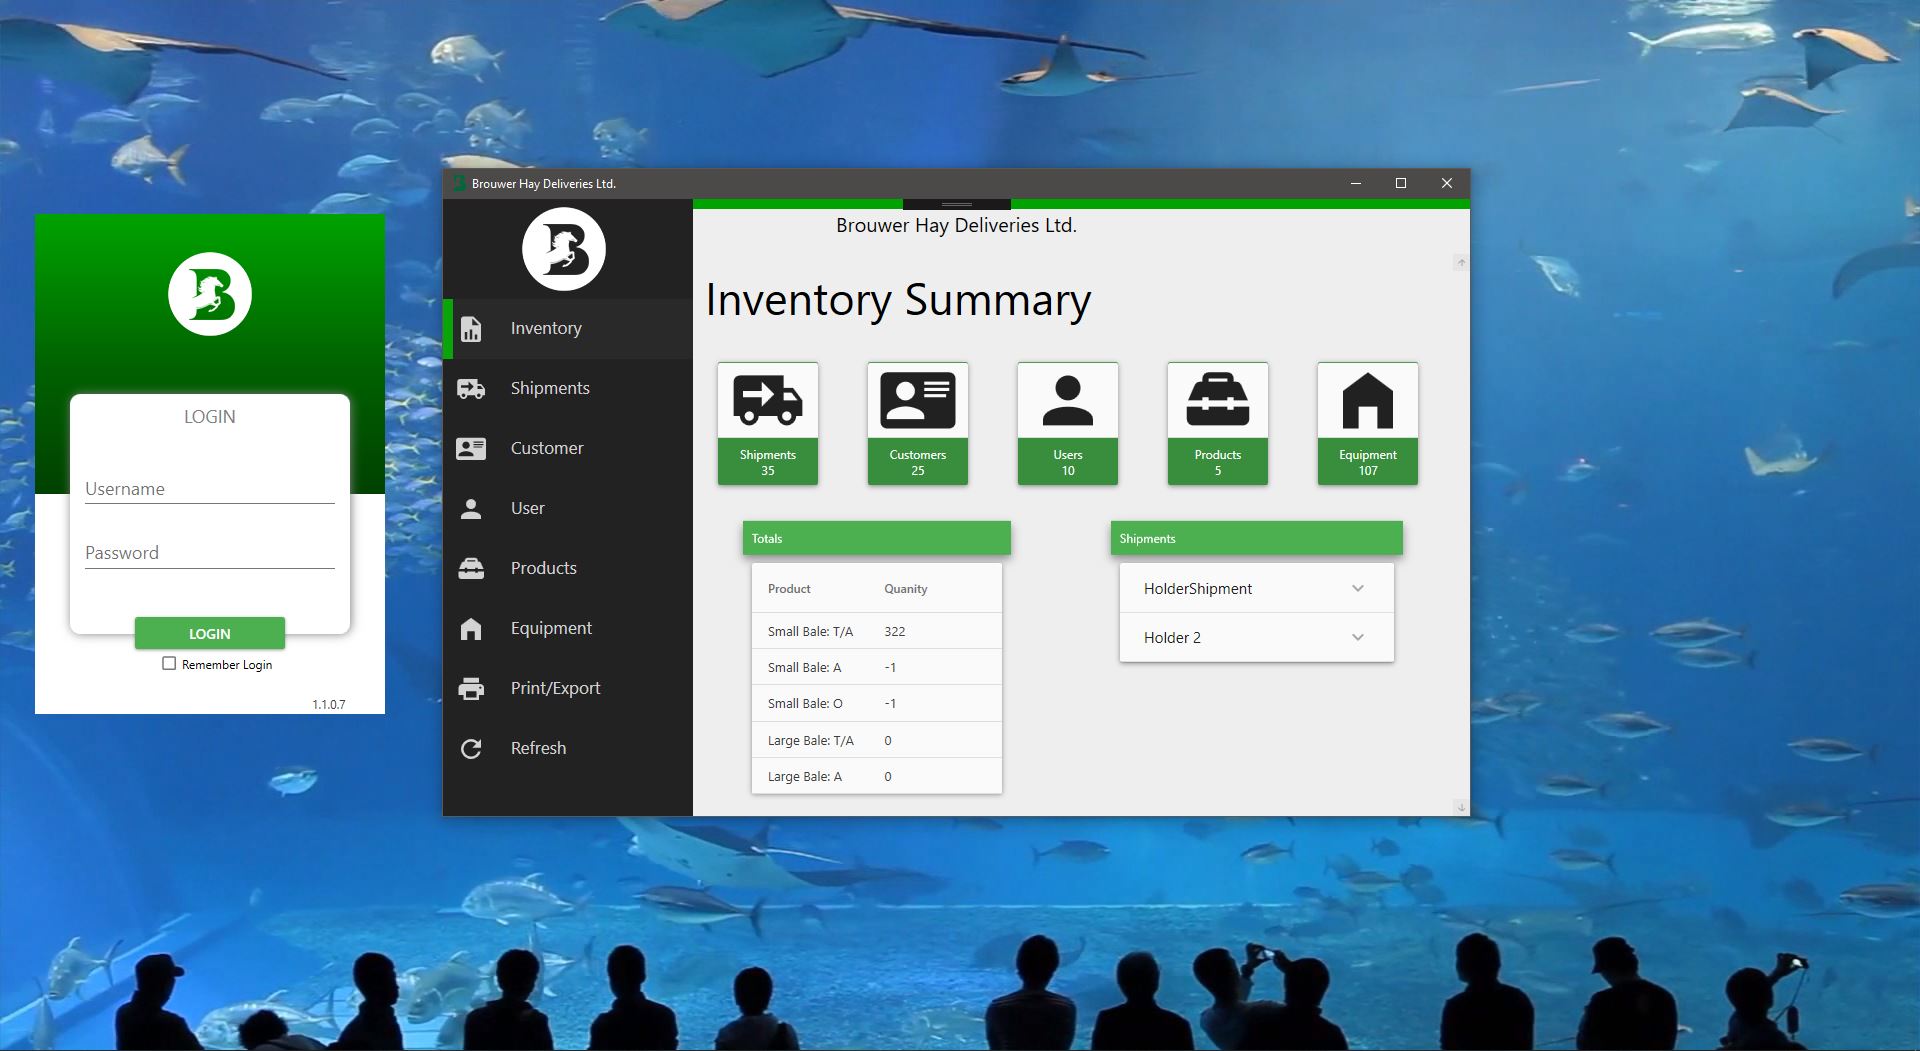 LOGIN
Username
Password
LOGIN
Remember Login
1.1.0.7
Brouwer Hay Deliveries Ltd.
Inventory
Shipments
Customer
User
Products
Equipment
Print/Export
Refresh
Brouwer Hay Deliveries Ltd.
Inventory Summary
Shipments
35
Customers
25
Users
10
Products
5
Equipment
107
Totals
Product Quanity
Small Bale: T/A 322
Small Bale: A -1
Small Bale: O -1
Large Bale: T/A 0
Large Bale: A 0
Shipments
HolderShipment
Holder 2